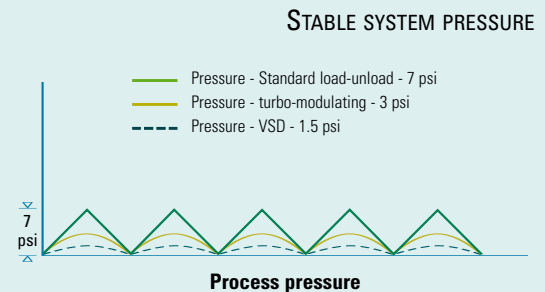 STABLE SYSTEM PRESSURE
Pressure - Standard load-unload - 7 psi
Pressure - turbo-modulating - 3 psi
Pressure - VSD - 1.5 psi
7
psi
Process pressure